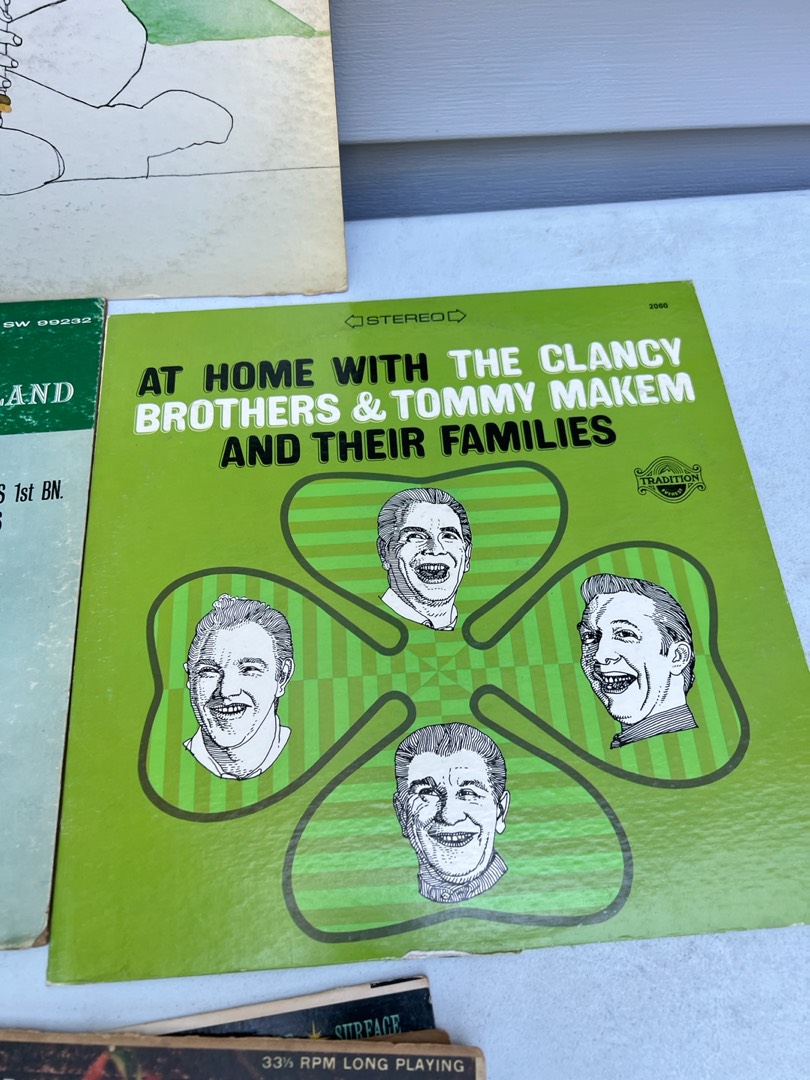 SW 99232
LAND
S 1st BN.
S
STEREO
2060
AT HOME WITH THE CLANCY
BROTHERS & TOMMY MAKEM
AND THEIR FAMILIES
TRADITION
SURFACE
33⅓ RPM LONG PLAYING